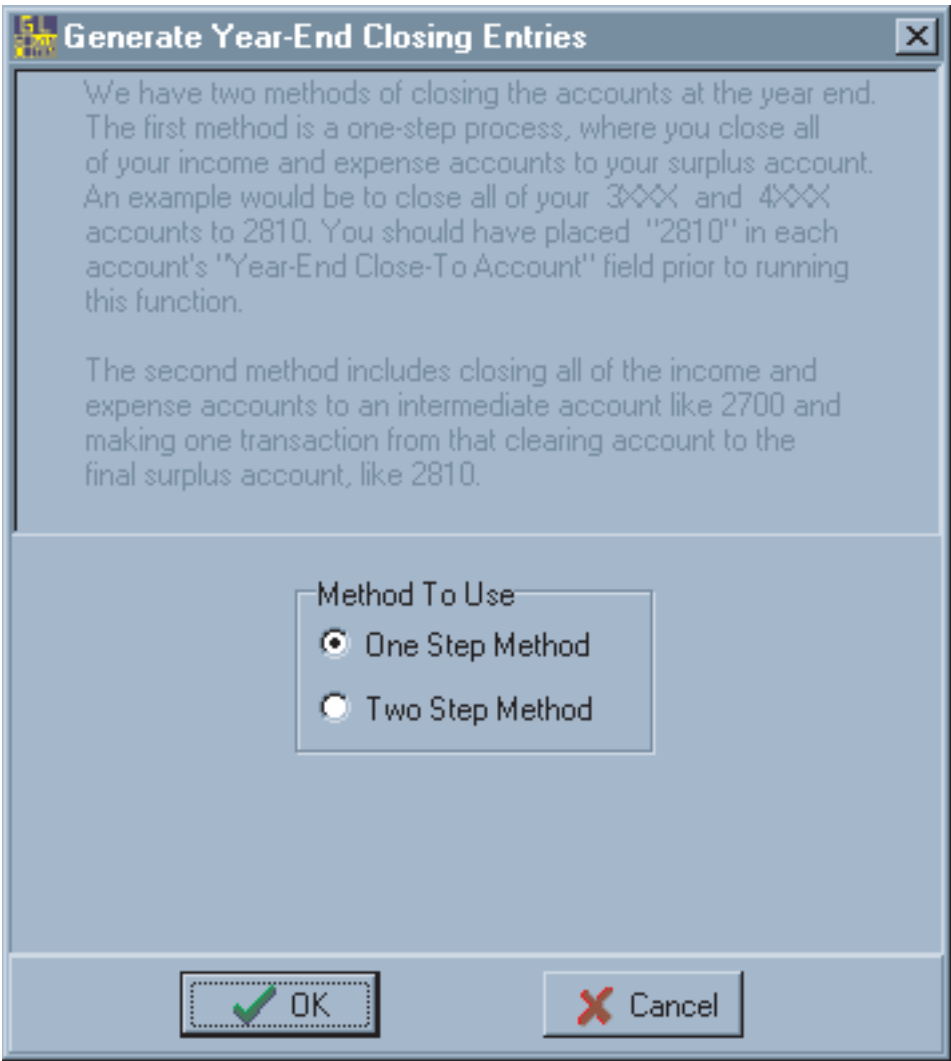 Generate Year-End Closing Entries
We have two methods of closing the accounts at the year end.
The first method is a one-step process, where you close all
of your income and expense accounts to your surplus account.
An example would be to close all of your 3XXX and 4XXX
accounts to 2810. You should have placed "2810" in each
account's "Year-End Close-To Account" field prior to running
this function.
The second method includes closing all of the income and
expense accounts to an intermediate account like 2700 and
making one transaction from that clearing account to the
final surplus account, like 2810.
Method To Use
One Step Method
Two Step Method
OK
Cancel